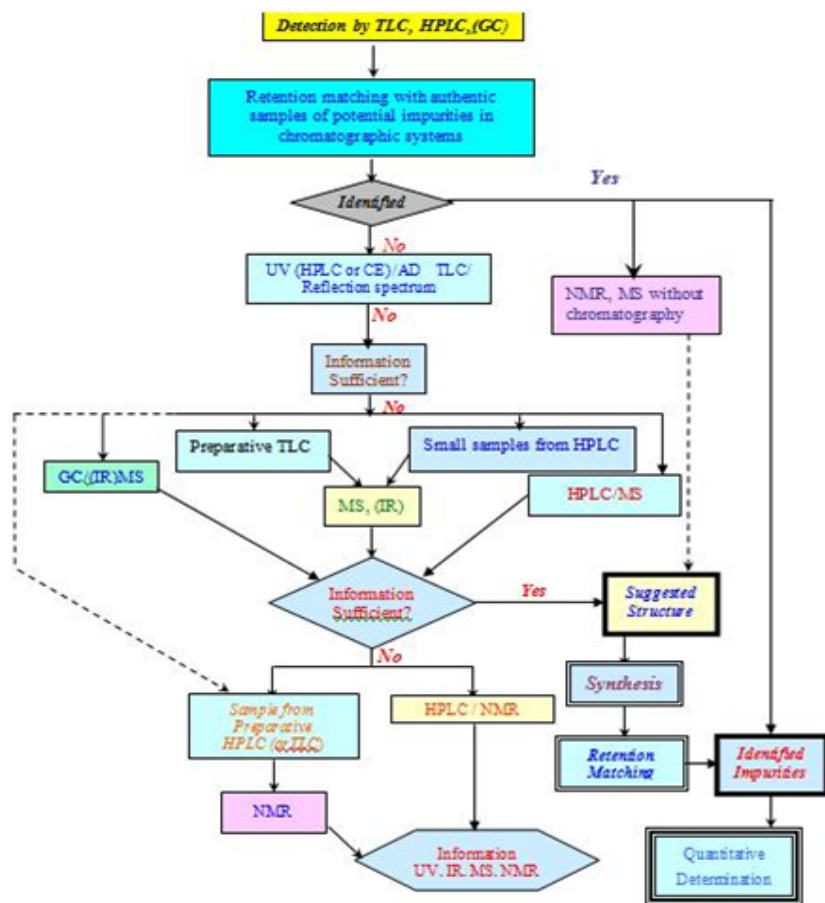 Detection by TLC, HPLC,(GC)
Retention matching with authentic
samples of potential impurities in
chromatographic systems
Yes
Identified
No
UV (HPLC or CE)/AD TLC/
Reflection spectrum
NMR, MS without
chromatography
No
Information
Sufficient?
No
Preparative TLC
Small samples from HPLC
GC/(IR)MS
HPLC/MS
MS, (IR)
Information
Sufficient?
Yes
Suggested
Structure
No
Synthesis
Sample from
Preparative
HPLC (or TLC)
HPLC / NMR
Retention
Matching
Identified
Impurities
NMR
Information
UV. IR. MS. NMR
Quantitative
Determination